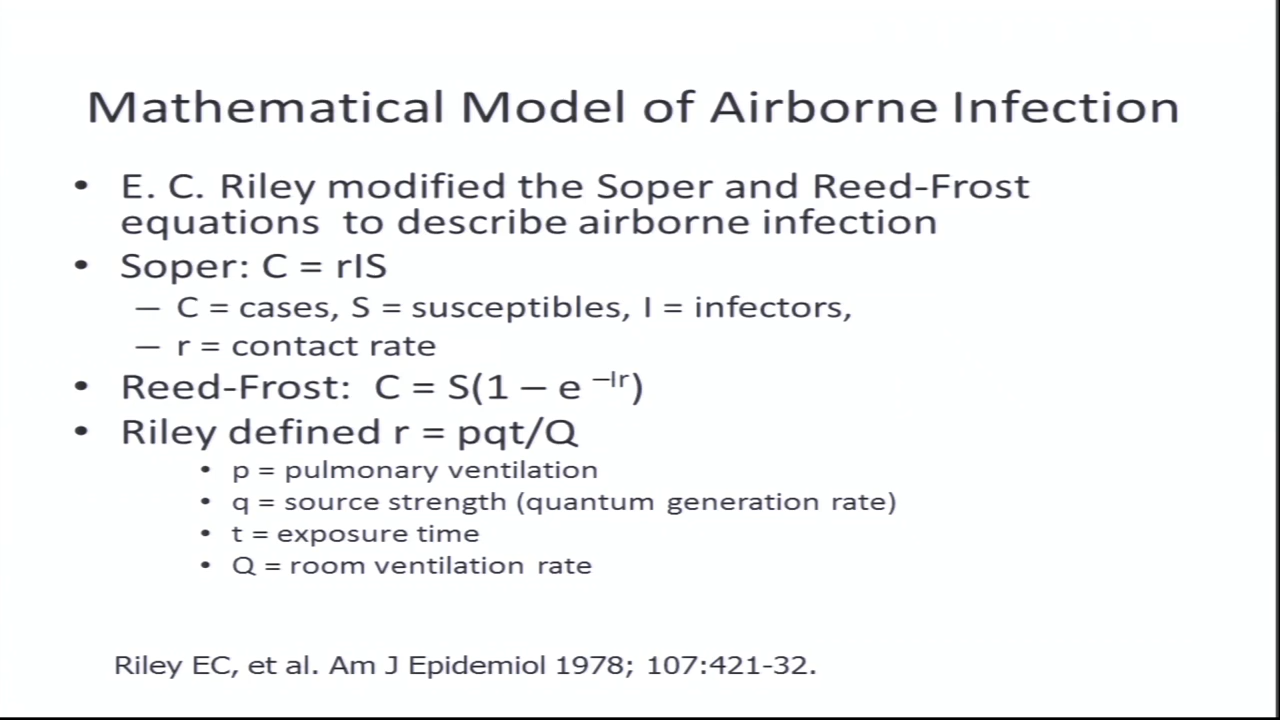 Mathematical Model of Airborne Infection
• E. C. Riley modified the Soper and Reed-Frost
equations to describe airborne infection
• Soper: C = rIS
– C = cases, S = susceptibles, I = infectors,
– r = contact rate
• Reed-Frost: C = S(1 – e ⁻ᴵʳ)
• Riley defined r = pqt/Q
• p = pulmonary ventilation
• q = source strength (quantum generation rate)
• t = exposure time
• Q = room ventilation rate
Riley EC, et al. Am J Epidemiol 1978; 107:421-32.